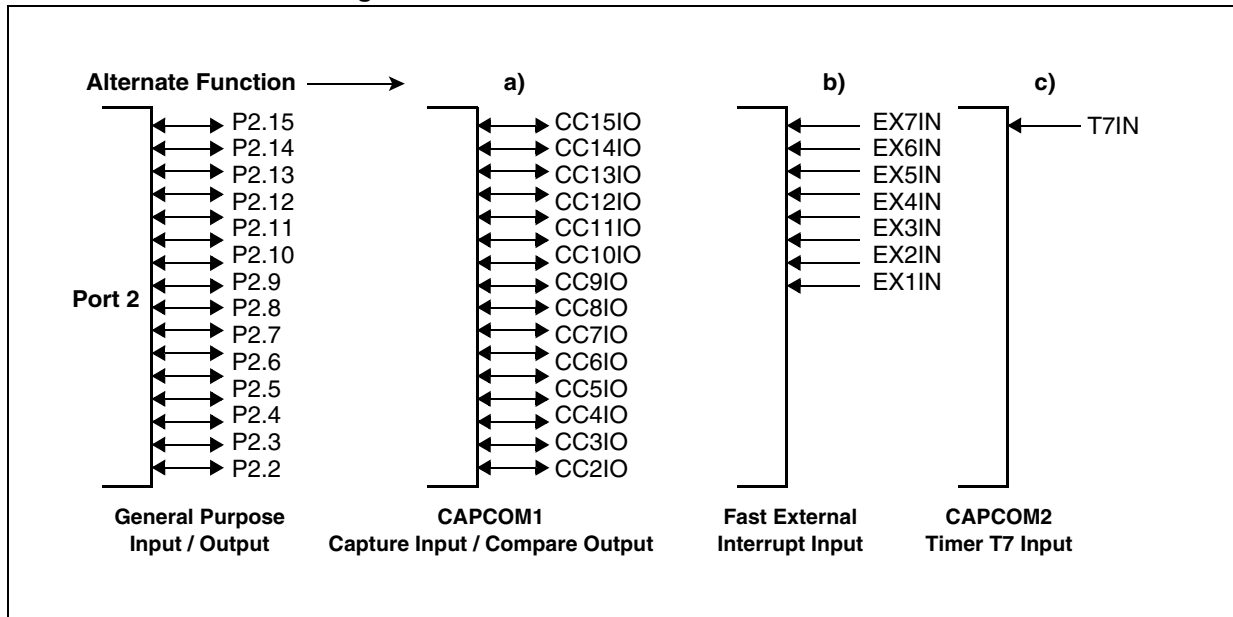 Alternate Function a) b) c)
P2.15 CC15IO EX7IN T7IN
P2.14 CC14IO EX6IN
P2.13 CC13IO EX5IN
P2.12 CC12IO EX4IN
P2.11 CC11IO EX3IN
P2.10 CC10IO EX2IN
P2.9 CC9IO EX1IN
Port 2
P2.8 CC8IO
P2.7 CC7IO
P2.6 CC6IO
P2.5 CC5IO
P2.4 CC4IO
P2.3 CC3IO
P2.2 CC2IO
General Purpose CAPCOM1 Fast External CAPCOM2
Input / Output Capture Input / Compare Output Interrupt Input Timer T7 Input